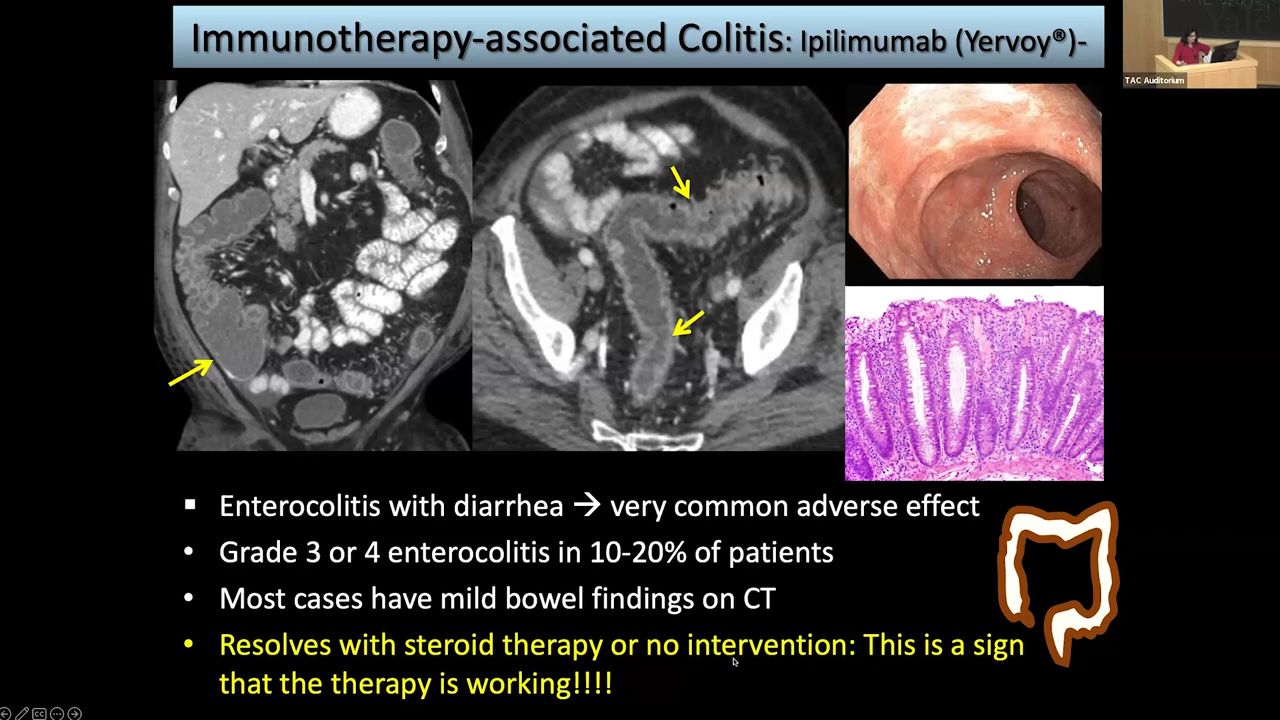 Immunotherapy-associated Colitis: Ipilimumab (Yervoy®)-
TAC Auditorium
Enterocolitis with diarrhea → very common adverse effect
Grade 3 or 4 enterocolitis in 10-20% of patients
Most cases have mild bowel findings on CT
Resolves with steroid therapy or no intervention: This is a sign
that the therapy is working!!!!